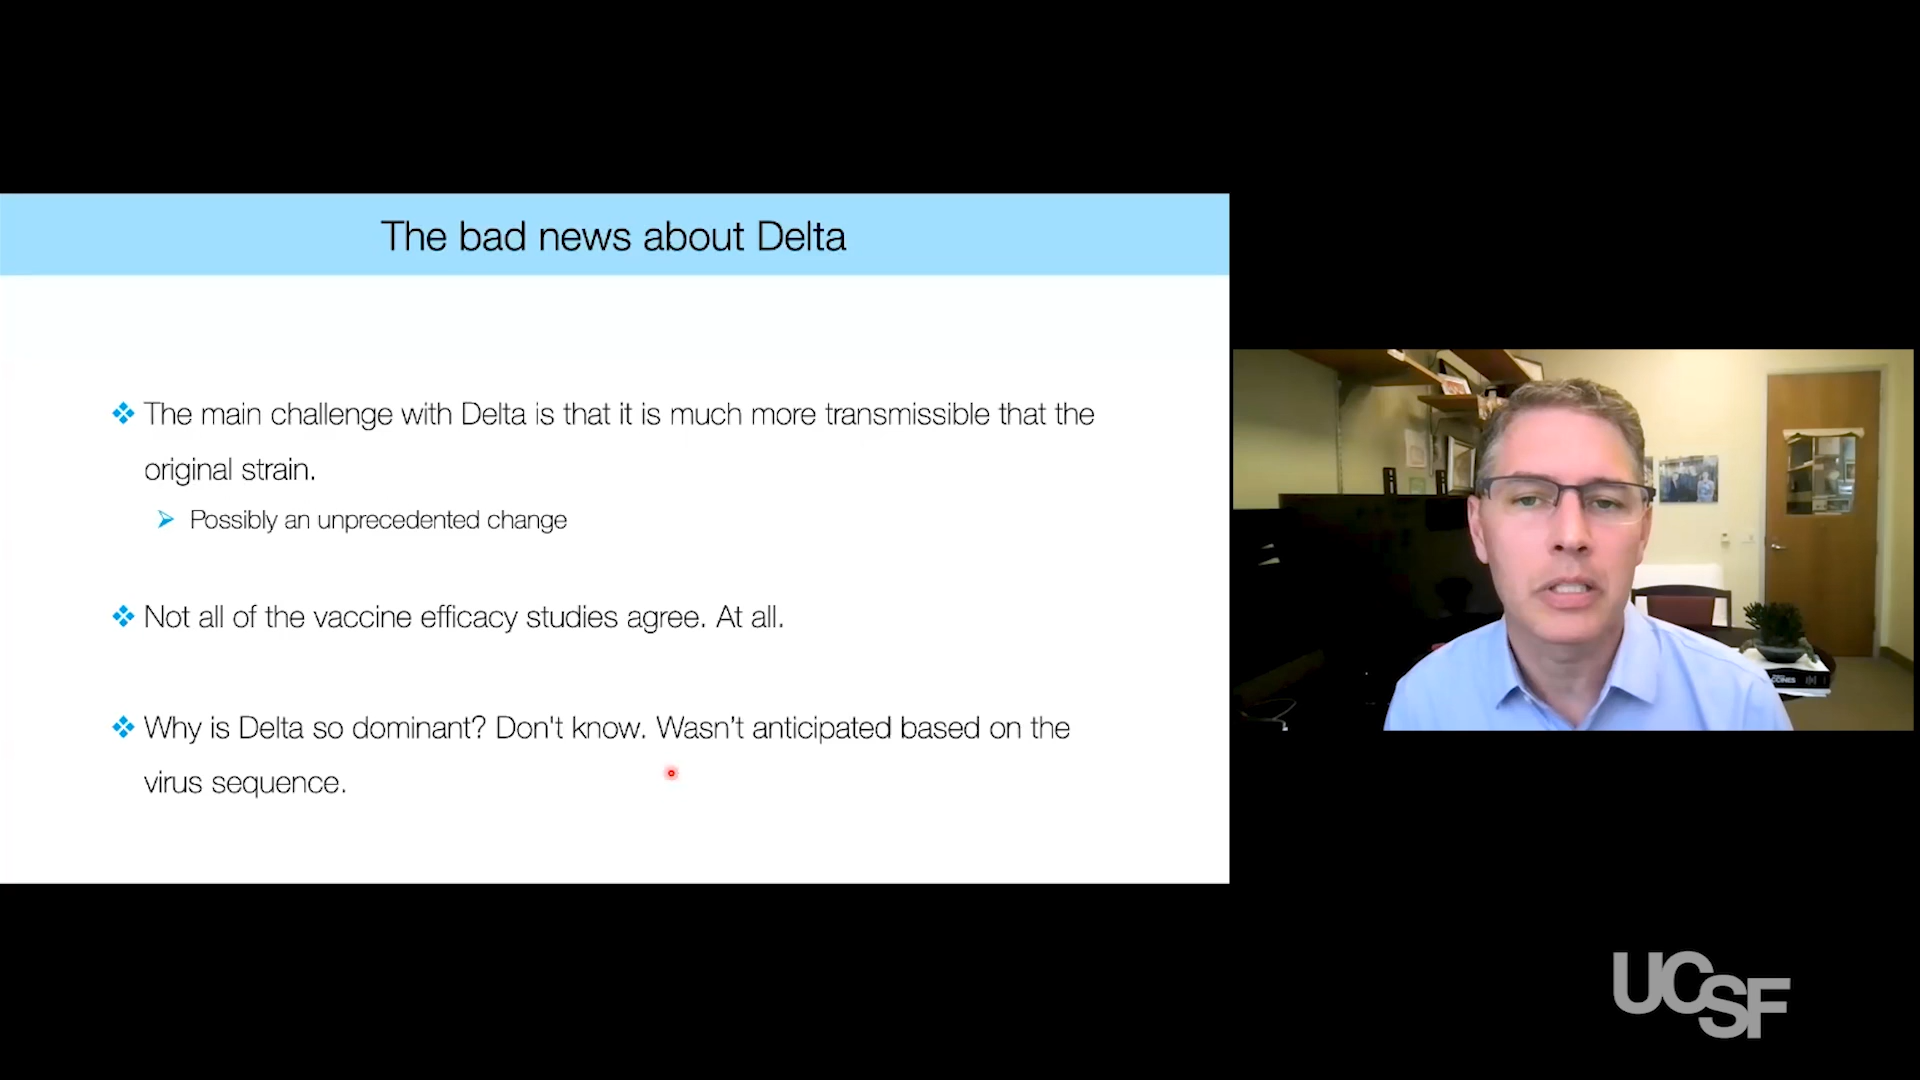 The bad news about Delta
The main challenge with Delta is that it is much more transmissible that the
original strain.
Possibly an unprecedented change
Not all of the vaccine efficacy studies agree. At all.
Why is Delta so dominant? Don't know. Wasn't anticipated based on the
virus sequence.
UCSF